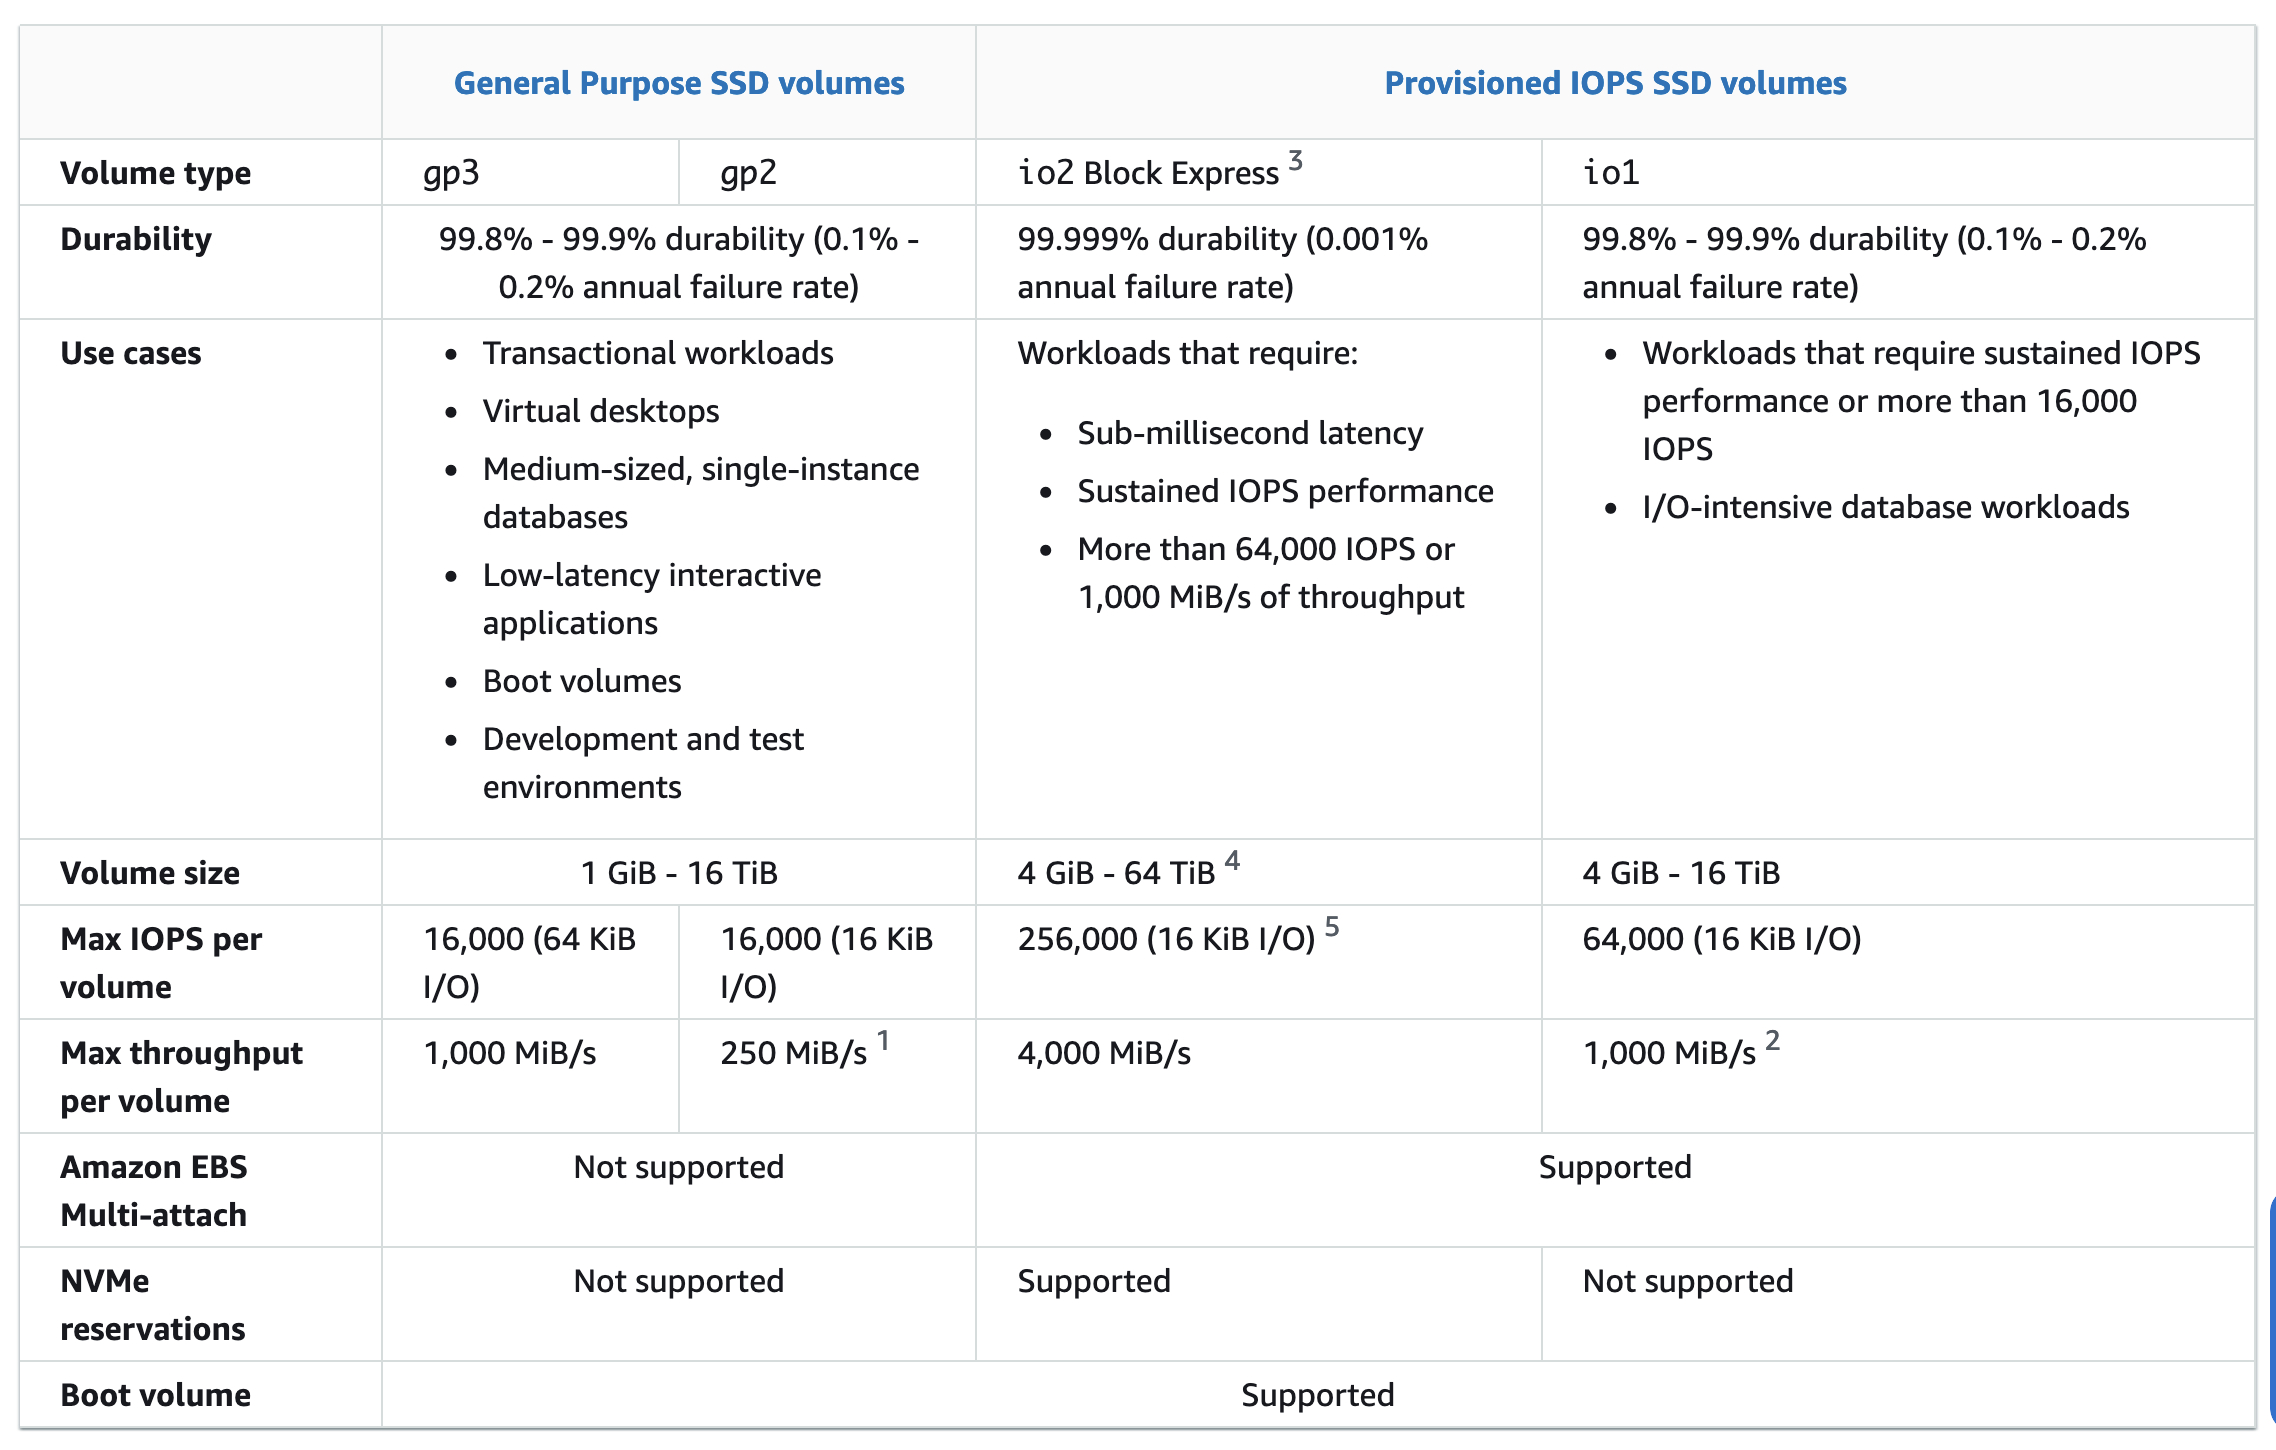 General Purpose SSD volumes
Provisioned IOPS SSD volumes
Volume type
gp3
gp2
io2 Block Express 3
io1
Durability
99.8% - 99.9% durability (0.1% -
0.2% annual failure rate)
99.999% durability (0.001%
annual failure rate)
99.8% - 99.9% durability (0.1% - 0.2%
annual failure rate)
Use cases
• Transactional workloads
• Virtual desktops
• Medium-sized, single-instance
databases
• Low-latency interactive
applications
• Boot volumes
• Development and test
environments
Workloads that require:
• Sub-millisecond latency
• Sustained IOPS performance
• More than 64,000 IOPS or
1,000 MiB/s of throughput
• Workloads that require sustained IOPS
performance or more than 16,000
IOPS
• I/O-intensive database workloads
Volume size
1 GiB - 16 TiB
4 GiB - 64 TiB 4
4 GiB - 16 TiB
Max IOPS per
volume
16,000 (64 KiB
I/O)
16,000 (16 KiB
I/O)
256,000 (16 KiB I/O) 5
64,000 (16 KiB I/O)
Max throughput
per volume
1,000 MiB/s
250 MiB/s 1
4,000 MiB/s
1,000 MiB/s 2
Amazon EBS
Multi-attach
Not supported
Supported
NVMe
reservations
Not supported
Supported
Not supported
Boot volume
Supported